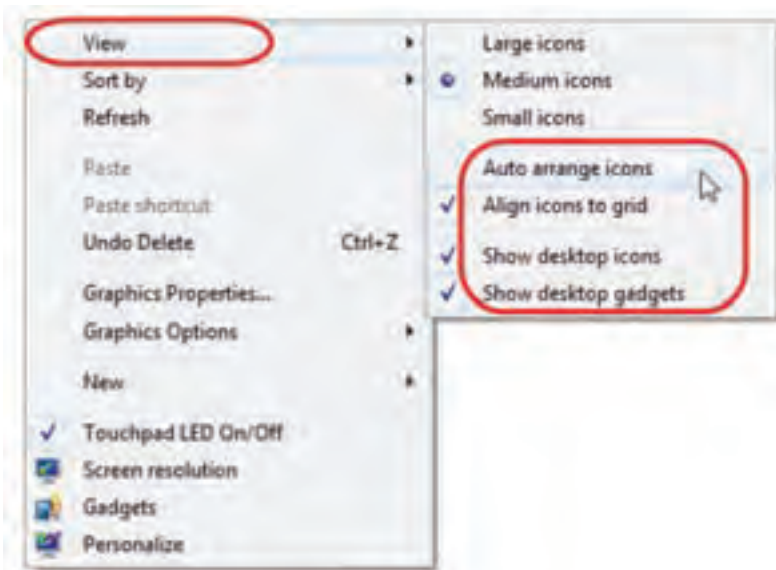 View
Sort by
Refresh
Paste
Paste shortcut
Undo Delete Ctrl+Z
Graphics Properties...
Graphics Options
New
Touchpad LED On/Off
Screen resolution
Gadgets
Personalize
Large icons
Medium icons
Small icons
Auto arrange icons
Align icons to grid
Show desktop icons
Show desktop gadgets